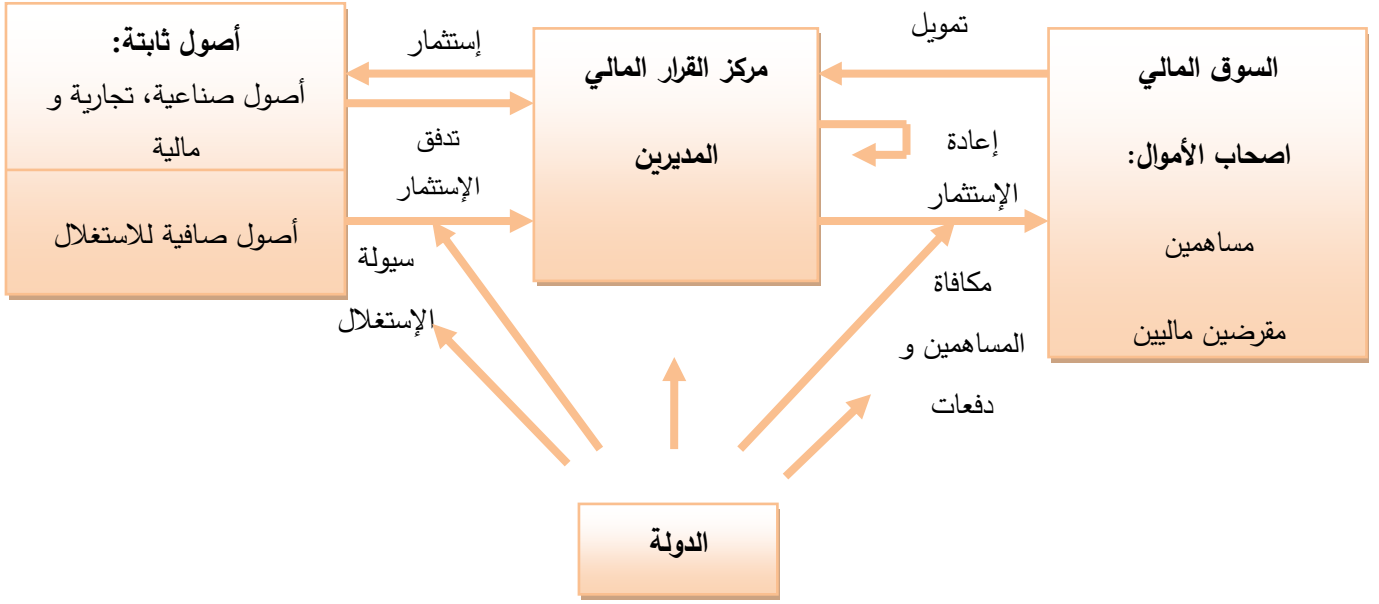 السوق المالي
اصحاب الأموال:
مساهمين
مقرضين ماليين
تمويل
إعادة
الإستثمار
مكافاة
المساهمين و
دفعات
مركز القرار المالي
المديرين
إستثمار
تدفق
الإستثمار
سيولة
الإستغلال
أصول ثابتة:
أصول صناعية، تجارية و
مالية
أصول صافية للاستغلال
الدولة